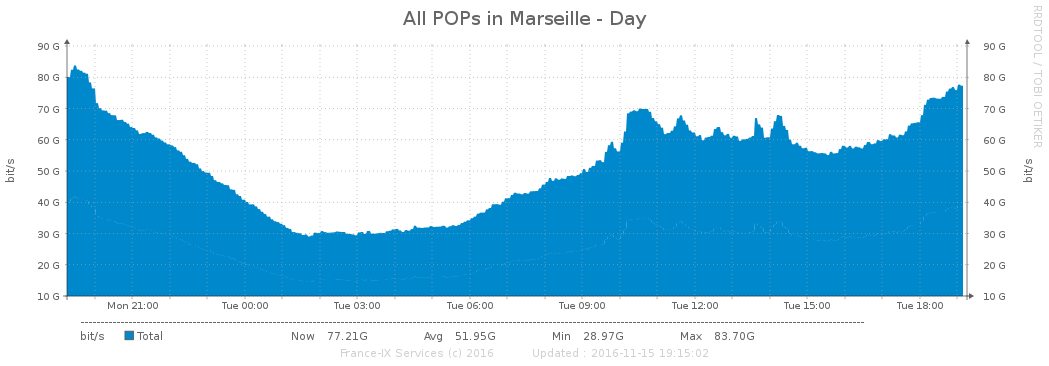 All POPs in Marseille - Day
RRDTOOL / TOBI OETIKER
bit/s
90 G
80 G
70 G
60 G
50 G
40 G
30 G
20 G
10 G
90 G
80 G
70 G
60 G
50 G
40 G
30 G
20 G
10 G
bit/s
Mon 21:00 Tue 00:00 Tue 03:00 Tue 06:00 Tue 09:00 Tue 12:00 Tue 15:00 Tue 18:00
bit/s Total Now 77.21G Avg 51.95G Min 28.97G Max 83.70G
France-IX Services (c) 2016 Updated : 2016-11-15 19:15:02